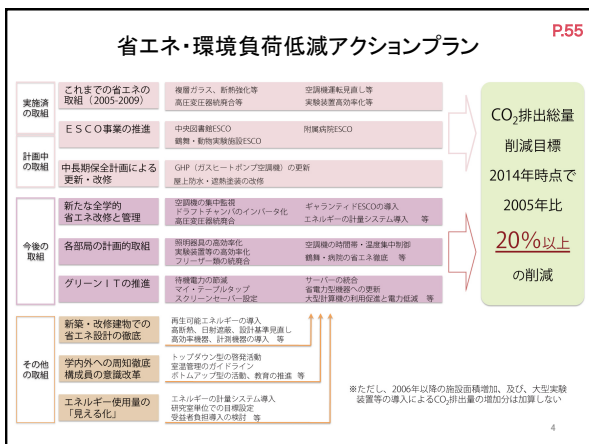 P.55
省エネ・環境負荷低減アクションプラン
実施済
の取組
これまでの省エネの
取組（2005-2009）
複層ガラス、断熱強化等
高圧変圧器統廃合等
空調機運転見直し等
実験装置高効率化等
ＥＳＣＯ事業の推進
中央図書館ESCO
鶴舞・動物実験施設ESCO
附属病院ESCO
計画中
の取組
中長期保全計画による
更新・改修
GHP（ガスヒートポンプ空調機）の更新
屋上防水・遮熱塗装の改修
今後の
取組
新たな全学的
省エネ改修と管理
空調機の集中監視
ドラフトチャンバのインバータ化
高圧変圧器統廃合
ギャランティドESCOの導入
エネルギーの計量システム導入　等
各部局の計画的取組
照明器具の高効率化
実験装置等の高効率化
フリーザー類の統廃合
空調機の時間帯・温度集中制御
鶴舞・病院の省エネ徹底　等
グリーンＩＴの推進
待機電力の節減
マイ・テーブルタップ
スクリーンセーバー設定
サーバーの統合
省電力型機器への更新
大型計算機の利用促進と電力低減　等
その他
の取組
新築・改修建物での
省エネ設計の徹底
再生可能エネルギーの導入
高断熱、日射遮蔽、設計基準見直し
高効率機器、計測機器の導入　等
学内外への周知徹底
構成員の意識改革
トップダウン型の啓発活動
室温管理のガイドライン
ボトムアップ型の活動、教育の推進　等
エネルギー使用量の
「見える化」
エネルギーの計量システム導入
研究室単位での目標設定
受益者負担導入の検討　等
CO2排出総量
削減目標
2014年時点で
2005年比
20%以上
の削減
※ただし、2006年以降の施設面積増加、及び、大型実験
装置等の導入によるCO2排出量の増加分は加算しない
4